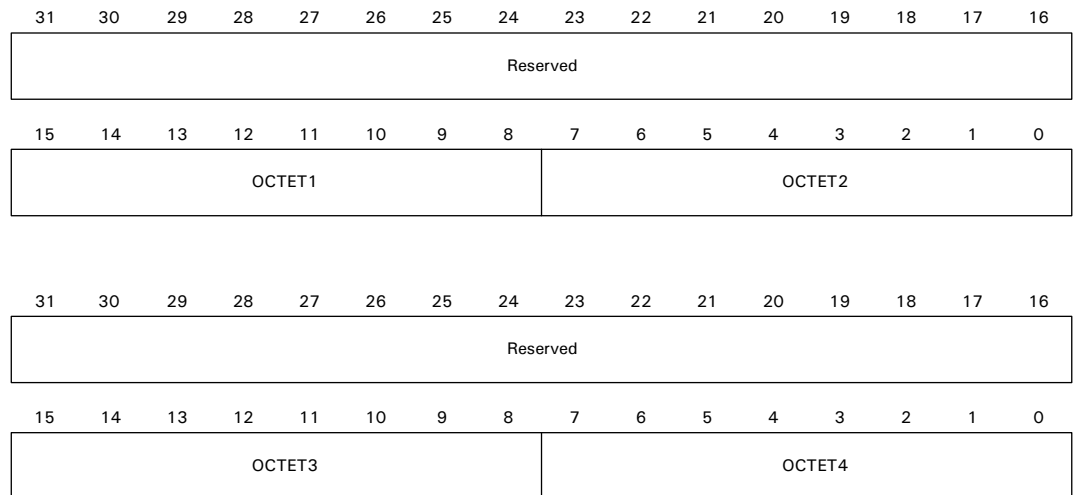 31 30 29 28 27 26 25 24 23 22 21 20 19 18 17 16
Reserved
15 14 13 12 11 10 9 8 7 6 5 4 3 2 1 0
OCTET1 OCTET2
31 30 29 28 27 26 25 24 23 22 21 20 19 18 17 16
Reserved
15 14 13 12 11 10 9 8 7 6 5 4 3 2 1 0
OCTET3 OCTET4